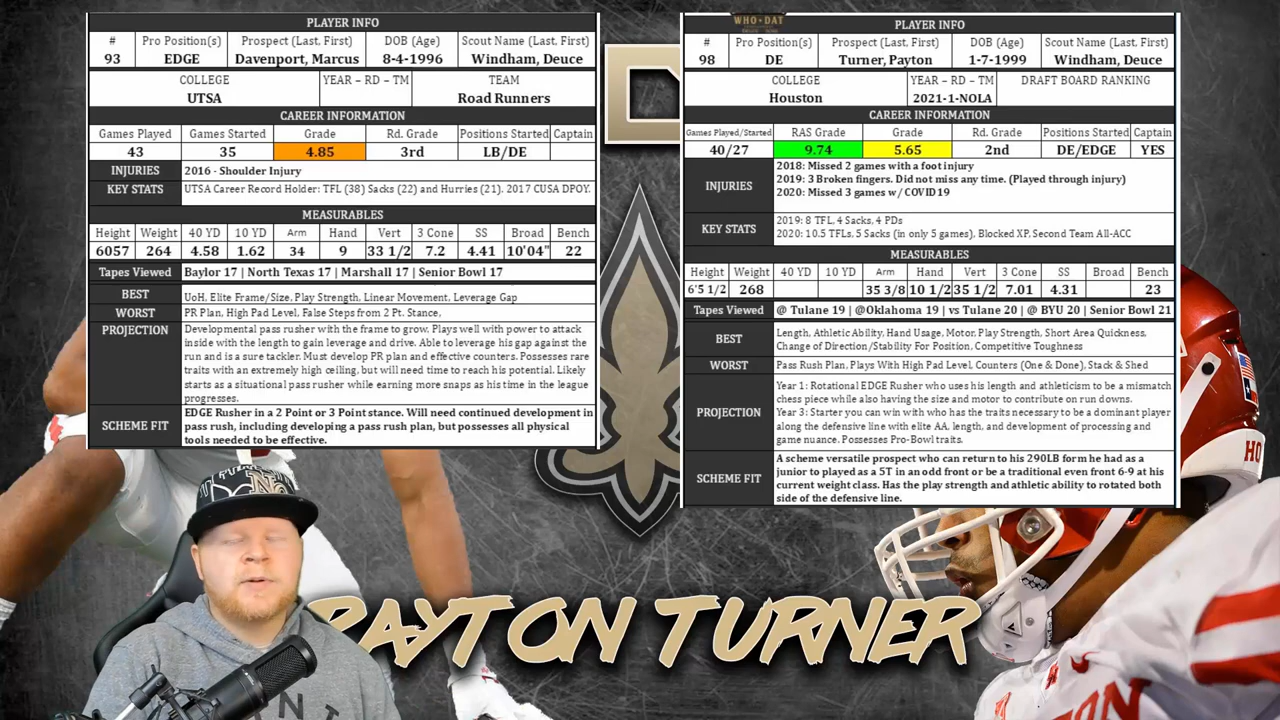 PLAYER INFO
# Pro Position(s) Prospect (Last, First) DOB (Age) Scout Name (Last, First)
93 EDGE Davenport, Marcus 8-4-1996 Windham, Deuce
COLLEGE YEAR – RD – TM TEAM
UTSA Road Runners
CAREER INFORMATION
Games Played Games Started Grade Rd. Grade Positions Started Captain
43 35 4.85 3rd LB/DE
INJURIES 2016 - Shoulder Injury
KEY STATS UTSA Career Record Holder: TFL (38) Sacks (22) and Hurries (21). 2017 CUSA DPOY.
MEASURABLES
Height Weight 40 YD 10 YD Arm Hand Vert 3 Cone SS Broad Bench
6057 264 4.58 1.62 34 9 33 1/2 7.2 4.41 10'04" 22
Tapes Viewed Baylor 17 | North Texas 17 | Marshall 17 | Senior Bowl 17
BEST UoH, Elite Frame/Size, Play Strength, Linear Movement, Leverage Gap
WORST PR Plan, High Pad Level, False Steps from 2 Pt. Stance,
PROJECTION Developmental pass rusher with the frame to grow. Plays well with power to attack
inside with the length to gain leverage and drive. Able to leverage his gap against the
run and is a sure tackler. Must develop PR plan and effective counters. Possesses rare
traits with an extremely high ceiling, but will need time to reach his potential. Likely
starts as a situational pass rusher while earning more snaps as his time in the league
progresses.
SCHEME FIT EDGE Rusher in a 2 Point or 3 Point stance. Will need continued development in
pass rush, including developing a pass rush plan, but possesses all physical
tools needed to be effective.
WHO DAT
PLAYER INFO
# Pro Position(s) Prospect (Last, First) DOB (Age) Scout Name (Last, First)
98 DE Turner, Payton 1-7-1999 Windham, Deuce
COLLEGE YEAR – RD – TM DRAFT BOARD RANKING
Houston 2021-1-NOLA
CAREER INFORMATION
Games Played/Started RAS Grade Grade Rd. Grade Positions Started Captain
40/27 9.74 5.65 2nd DE/EDGE YES
INJURIES 2018: Missed 2 games with a foot injury
2019: 3 Broken fingers. Did not miss any time. (Played through injury)
2020: Missed 3 games w/ COVID19
KEY STATS 2019: 8 TFL, 4 Sacks, 4 PDs
2020: 10.5 TFLs, 5 Sacks (in only 5 games), Blocked XP, Second Team All-ACC
MEASURABLES
Height Weight 40 YD 10 YD Arm Hand Vert 3 Cone SS Broad Bench
6'5 1/2 268 35 3/8 10 1/2 35 1/2 7.01 4.31 23
Tapes Viewed @ Tulane 19 | @Oklahoma 19 | vs Tulane 20 | @ BYU 20 | Senior Bowl 21
BEST Length, Athletic Ability, Hand Usage, Motor, Play Strength, Short Area Quickness,
Change of Direction/Stability For Position, Competitive Toughness
WORST Pass Rush Plan, Plays With High Pad Level, Counters (One & Done), Stack & Shed
PROJECTION Year 1: Rotational EDGE Rusher who uses his length and athleticism to be a mismatch
chess piece while also having the size and motor to contribute on run downs.
Year 3: Starter you can win with who has the traits necessary to be a dominant player
along the defensive line with elite AA, length, and development of processing and
game nuance. Possesses Pro-Bowl traits.
SCHEME FIT A scheme versatile prospect who can return to his 290LB form he had as a
junior to played as a 5T in an odd front or be a traditional even front 6-9 at his
current weight class. Has the play strength and athletic ability to rotated both
side of the defensive line.
PAYTON TURNER
HO